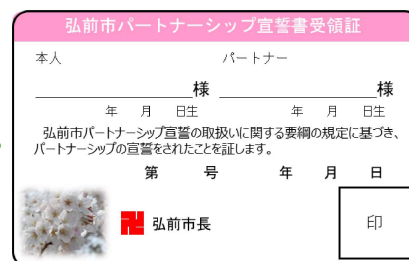 弘前市パートナーシップ宣誓書受領証
本人 パートナー
様 様
年 月 日生 年 月 日生
弘前市パートナーシップ宣誓の取扱いに関する要綱の規定に基づき、
パートナーシップの宣誓をされたことを証します。
第 号 年 月 日
卍 弘前市長 印